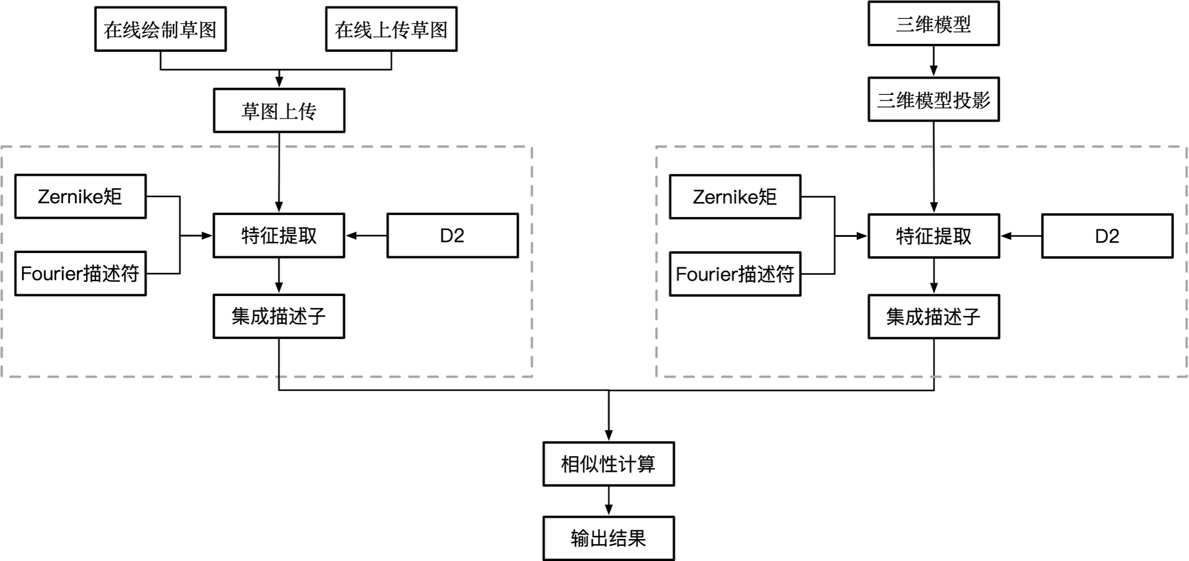 在线绘制草图
在线上传草图
三维模型
草图上传
三维模型投影
Zernike矩
Fourier描述符
特征提取
D2
集成描述子
Zernike矩
Fourier描述符
特征提取
D2
集成描述子
相似性计算
输出结果